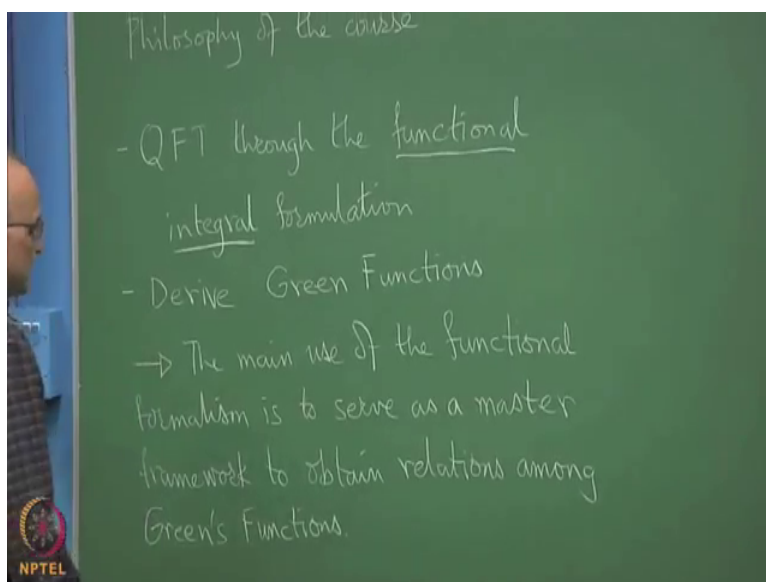 Philosophy of the course
- QFT through the functional
integral formulation
- Derive Green Functions
→ The main use of the functional
formalism is to serve as a master
framework to obtain relations among
Green's Functions.
NPTEL